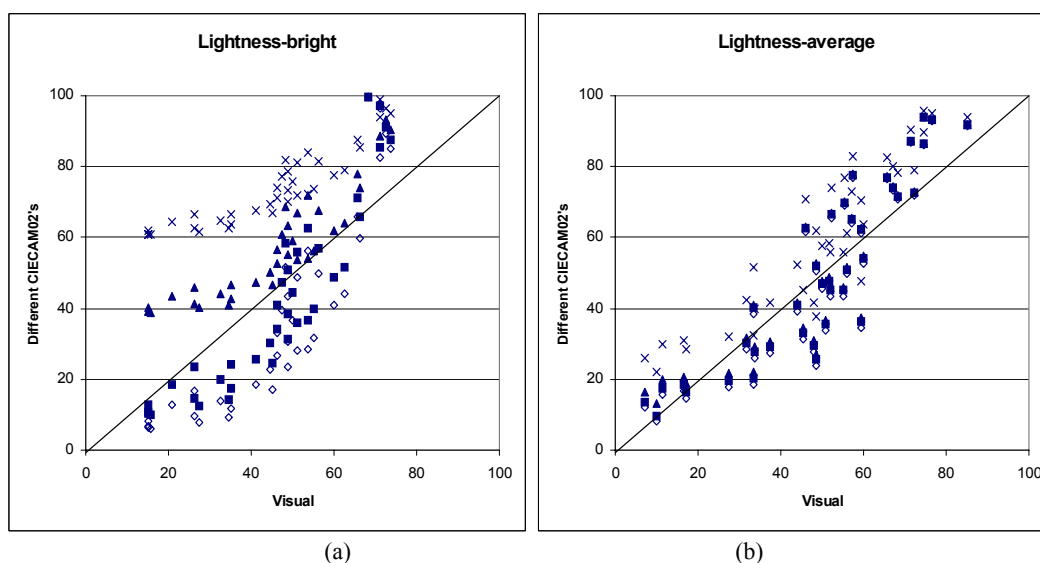 Lightness-bright
100
80
60
40
20
0
0 20 40 60 80 100
Different CIECAM02's
Visual
(a)
Lightness-average
100
80
60
40
20
0
0 20 40 60 80 100
Different CIECAM02's
Visual
(b)